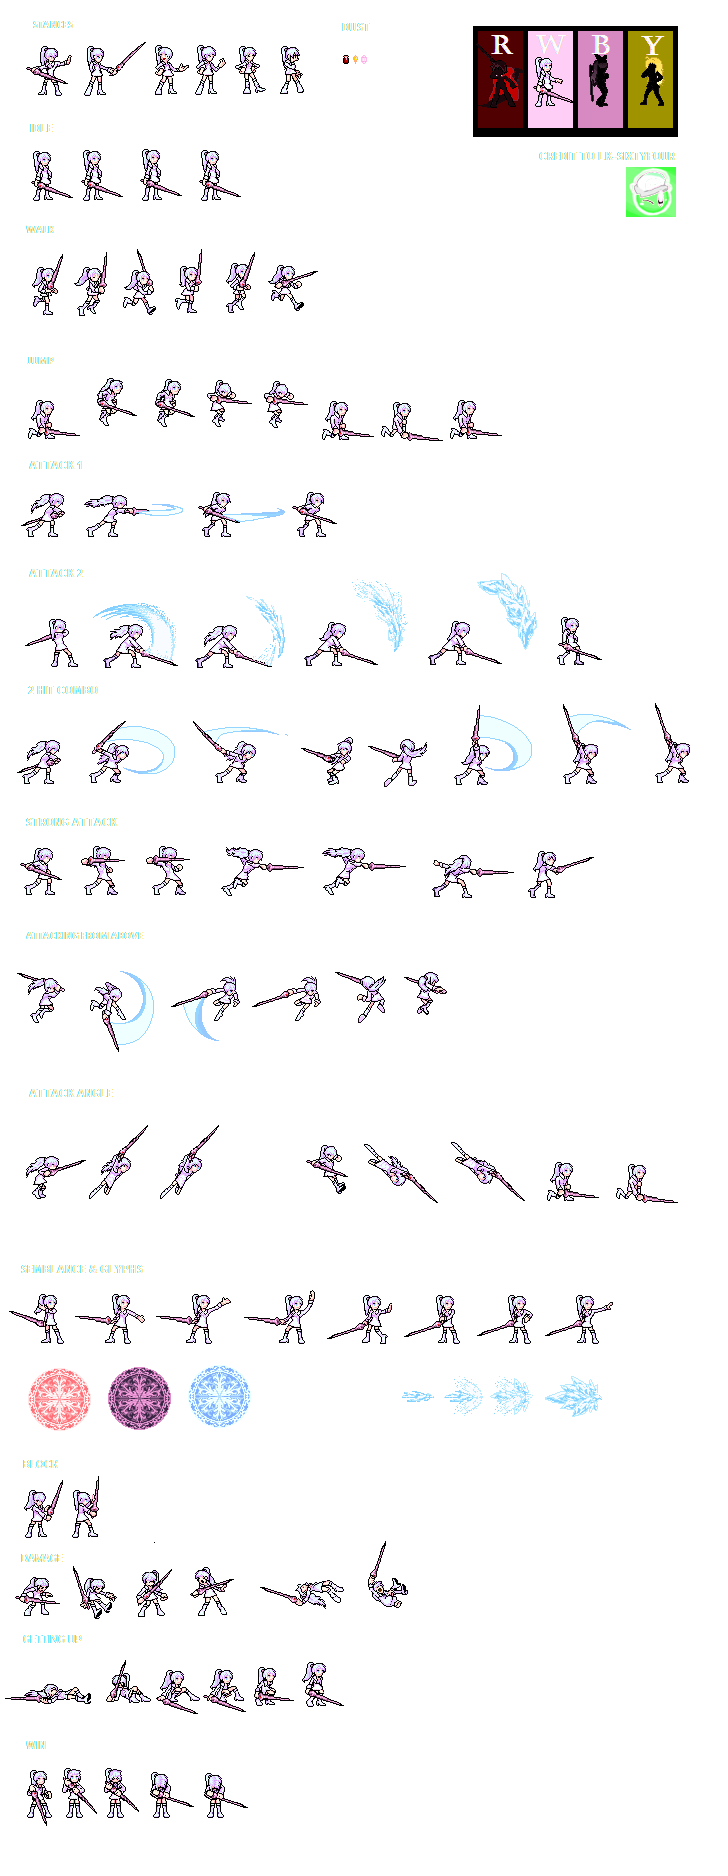 STANCES
DUST
R W B Y
IDLE
CREDIT TO LIG SIXTYFOUR
WALK
JUMP
ATTACK 1
ATTACK 2
2 HIT COMBO
STRONG ATTACK
ATTACKING FROM ABOVE
ATTACK ANGLE
SEMBLANCE & GLYPHS
BLOCK
DAMAGE
GETTING UP
WIN